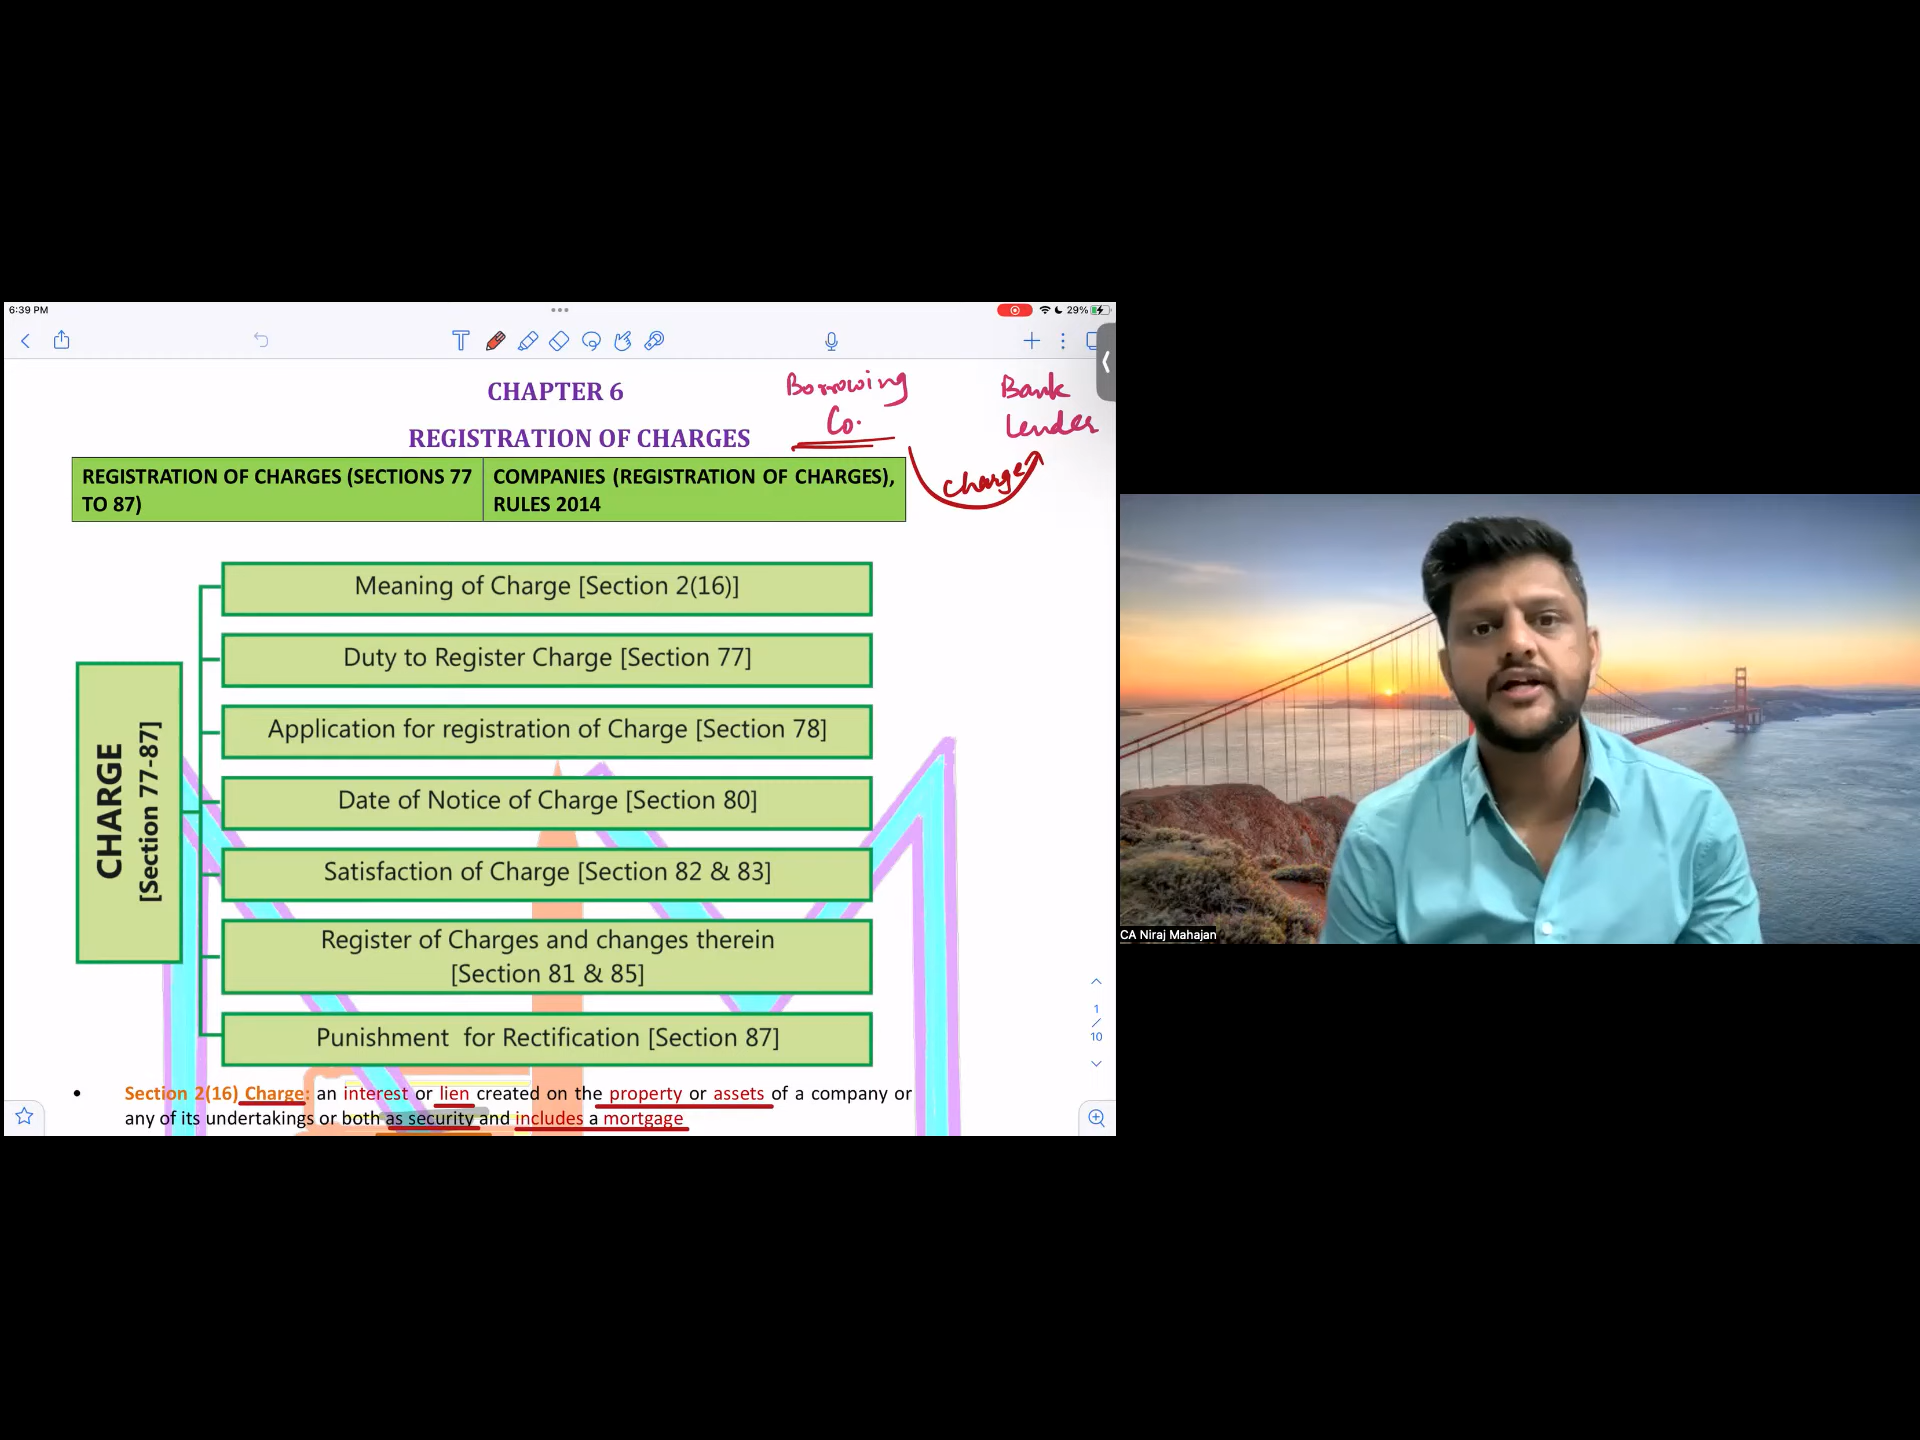 6:39 PM
29%
CHAPTER 6
REGISTRATION OF CHARGES
Borrowing
Co.
Bank
Lender
charge
REGISTRATION OF CHARGES (SECTIONS 77
TO 87)
COMPANIES (REGISTRATION OF CHARGES),
RULES 2014
CHARGE
[Section 77-87]
Meaning of Charge [Section 2(16)]
Duty to Register Charge [Section 77]
Application for registration of Charge [Section 78]
Date of Notice of Charge [Section 80]
Satisfaction of Charge [Section 82 & 83]
Register of Charges and changes therein
[Section 81 & 85]
Punishment for Rectification [Section 87]
• Section 2(16) Charge: an interest or lien created on the property or assets of a company or
any of its undertakings or both as security and includes a mortgage
1
/
10
CA Niraj Mahajan